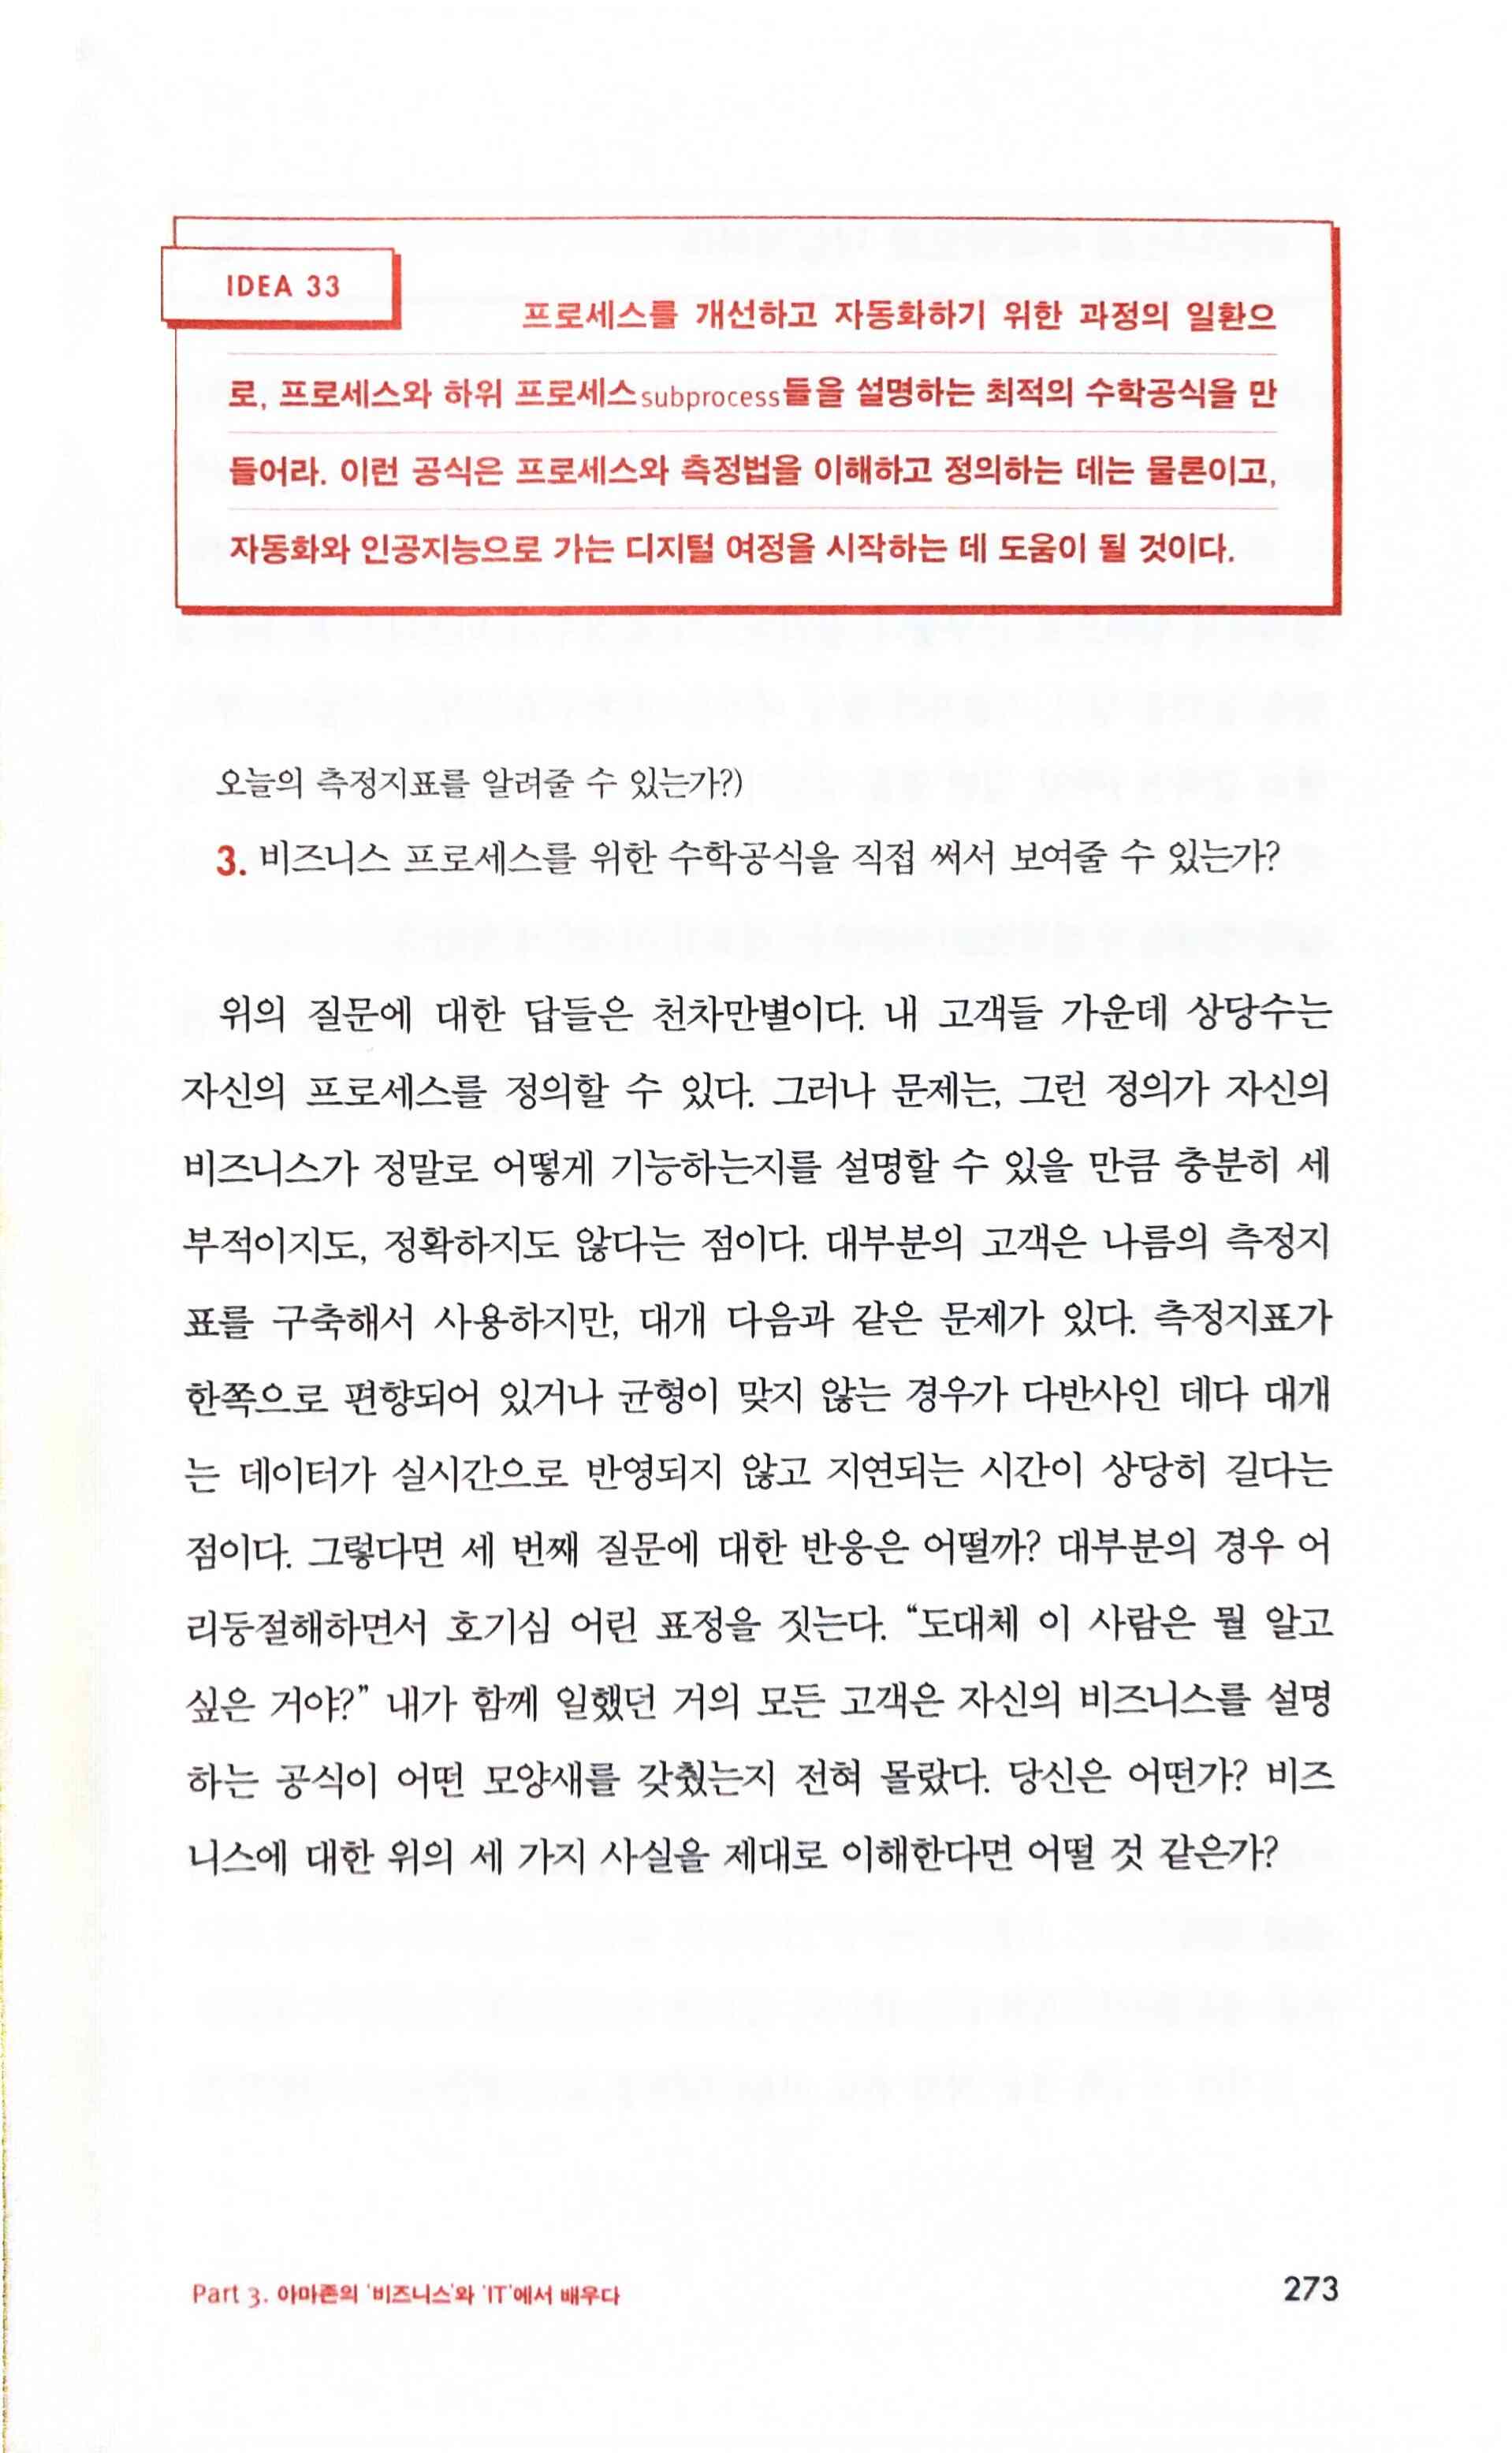 IDEA 33
프로세스를 개선하고 자동화하기 위한 과정의 일환으
로, 프로세스와 하위 프로세스subprocess들을 설명하는 최적의 수학공식을 만
들어라. 이런 공식은 프로세스와 측정법을 이해하고 정의하는 데는 물론이고,
자동화와 인공지능으로 가는 디지털 여정을 시작하는 데 도움이 될 것이다.
오늘의 측정지표를 알려줄 수 있는가?)
3. 비즈니스 프로세스를 위한 수학공식을 직접 써서 보여줄 수 있는가?
위의 질문에 대한 답들은 천차만별이다. 내 고객들 가운데 상당수는
자신의 프로세스를 정의할 수 있다. 그러나 문제는, 그런 정의가 자신의
비즈니스가 정말로 어떻게 기능하는지를 설명할 수 있을 만큼 충분히 세
부적이지도, 정확하지도 않다는 점이다. 대부분의 고객은 나름의 측정지
표를 구축해서 사용하지만, 대개 다음과 같은 문제가 있다. 측정지표가
한쪽으로 편향되어 있거나 균형이 맞지 않는 경우가 다반사인 데다 대개
는 데이터가 실시간으로 반영되지 않고 지연되는 시간이 상당히 길다는
점이다. 그렇다면 세 번째 질문에 대한 반응은 어떨까? 대부분의 경우 어
리둥절해하면서 호기심 어린 표정을 짓는다. “도대체 이 사람은 뭘 알고
싶은 거야?” 내가 함께 일했던 거의 모든 고객은 자신의 비즈니스를 설명
하는 공식이 어떤 모양새를 갖췄는지 전혀 몰랐다. 당신은 어떤가? 비즈
니스에 대한 위의 세 가지 사실을 제대로 이해한다면 어떨 것 같은가?
Part 3. 아마존의 '비즈니스'와 'IT'에서 배우다
273